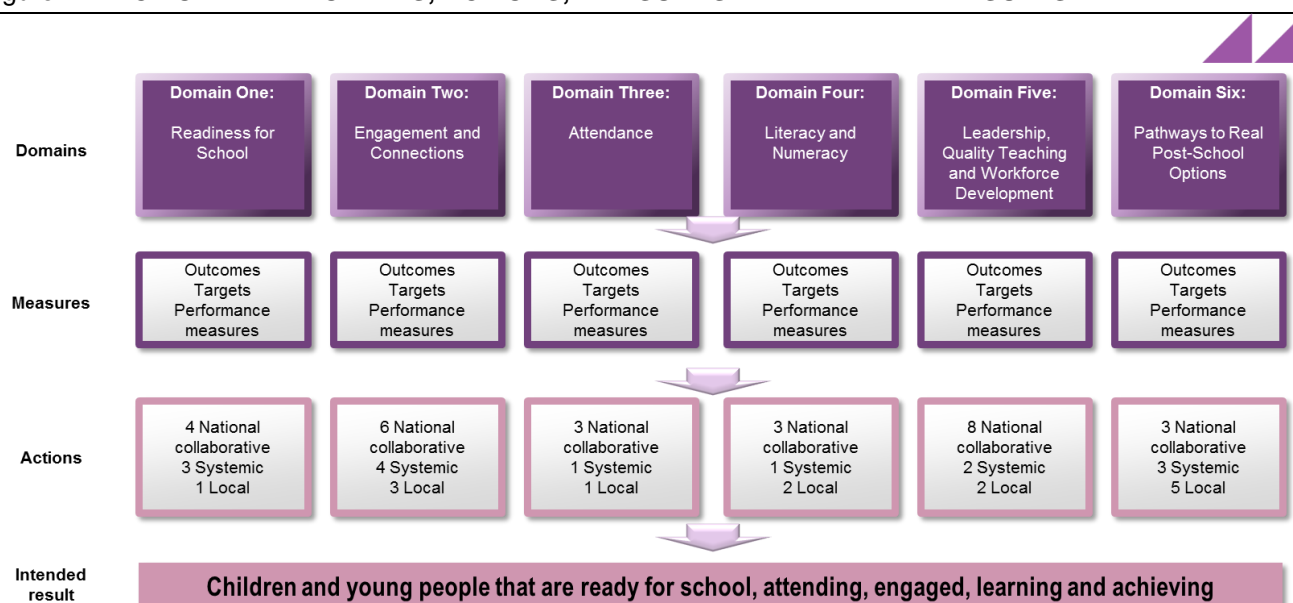 Domains
Domain One:
Readiness for
School
Domain Two:
Engagement and
Connections
Domain Three:
Attendance
Domain Four:
Literacy and
Numeracy
Domain Five:
Leadership,
Quality Teaching
and Workforce
Development
Domain Six:
Pathways to Real
Post-School
Options
Measures
Outcomes
Targets
Performance
measures
Outcomes
Targets
Performance
measures
Outcomes
Targets
Performance
measures
Outcomes
Targets
Performance
measures
Outcomes
Targets
Performance
measures
Outcomes
Targets
Performance
measures
Actions
4 National
collaborative
3 Systemic
1 Local
6 National
collaborative
4 Systemic
3 Local
3 National
collaborative
1 Systemic
1 Local
3 National
collaborative
1 Systemic
2 Local
8 National
collaborative
2 Systemic
2 Local
3 National
collaborative
3 Systemic
5 Local
Intended
result
Children and young people that are ready for school, attending, engaged, learning and achieving